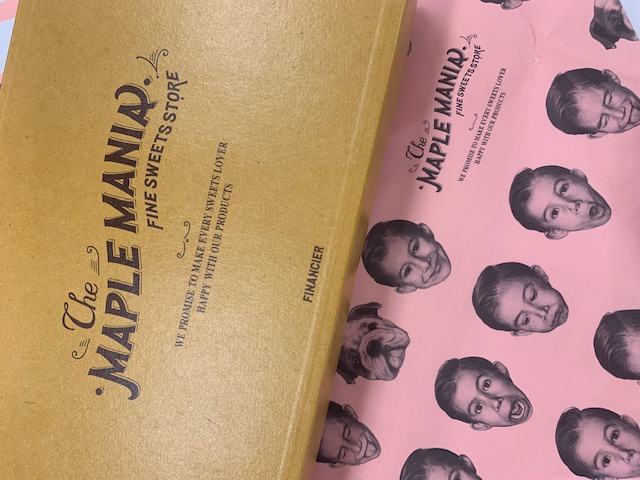 The
MAPLE MANIA
FINE SWEETS STORE
WE PROMISE TO MAKE EVERY SWEETS LOVER
HAPPY WITH OUR PRODUCTS
FINANCIER
The
MAPLE MANIA
FINE SWEETS STORE
WE PROMISE TO MAKE EVERY SWEETS LOVER
HAPPY WITH OUR PRODUCTS